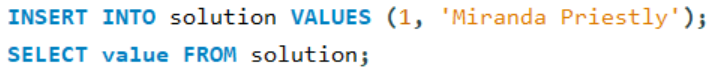 INSERT INTO solution VALUES (1, 'Miranda Priestly');
SELECT value FROM solution;